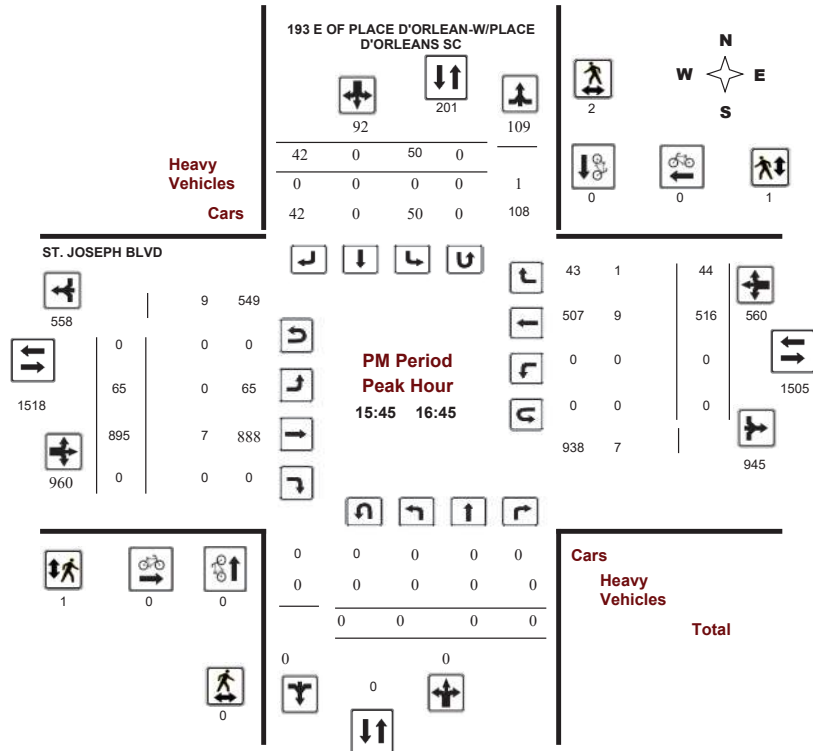 193 E OF PLACE D'ORLEAN-W/PLACE
D'ORLEANS SC
N
W E
S
201
2
92 109
42 0 50 0
Heavy
Vehicles
0 0 0 0 1
Cars
42 0 50 0 108
0 0 1
ST. JOSEPH BLVD
43 1 44
9 549
558
507 9 516 560
0 0 0
0 0 0
PM Period
Peak Hour
15:45 16:45
65 0 65
1518
1505
0 0 0
895 7 888
938 7
945
960
0 0 0
0 0 0 0 0
Cars
0 0 0 0 0
Heavy
Vehicles
1 0 0
0 0 0 0
Total
0 0
0
0